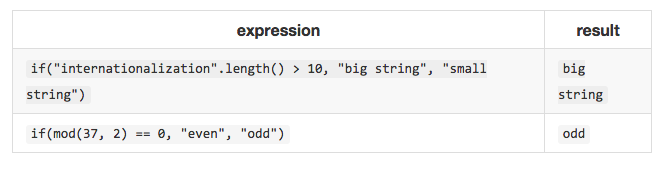 expression result
if("internationalization".length() > 10, "big string", "small big
string") string
if(mod(37, 2) == 0, "even", "odd") odd